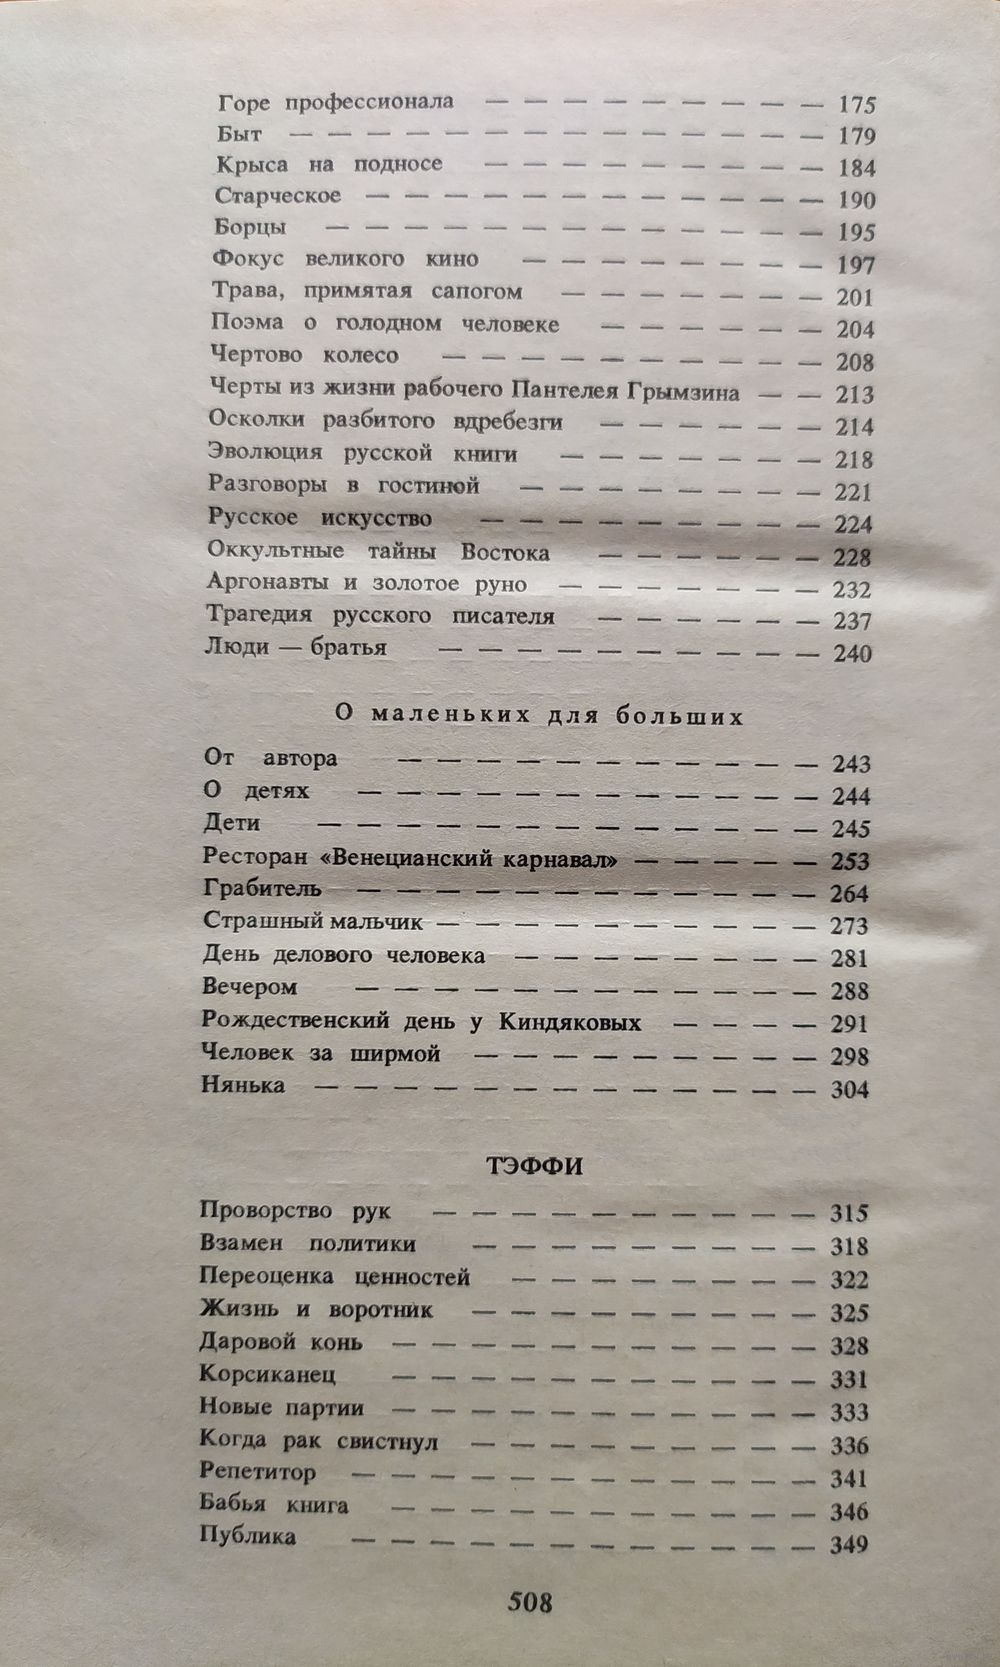 Горе профессионала — — — — — — — — — 175
Быт — — — — — — — — — — — — — — 179
Крыса на подносе — — — — — — — — — 184
Старческое — — — — — — — — — — — — 190
Борцы — — — — — — — — — — — — — 195
Фокус великого кино — — — — — — — — 197
Трава, примятая сапогом — — — — — — — 201
Поэма о голодном человеке — — — — — — 204
Чертово колесо — — — — — — — — — — 208
Черты из жизни рабочего Пантелея Грымзина — — 213
Осколки разбитого вдребезги — — — — — — 214
Эволюция русской книги — — — — — — — 218
Разговоры в гостиной — — — — — — — — 221
Русское искусство — — — — — — — — — 224
Оккультные тайны Востока — — — — — — 228
Аргонавты и золотое руно — — — — — — — 232
Трагедия русского писателя — — — — — — 237
Люди — братья — — — — — — — — — — 240
О маленьких для больших
От автора — — — — — — — — — — — 243
О детях — — — — — — — — — — — — 244
Дети — — — — — — — — — — — — — 245
Ресторан «Венецианский карнавал» — — — — — 253
Грабитель — — — — — — — — — — — — 264
Страшный мальчик — — — — — — — — — — 273
День делового человека — — — — — — — — 281
Вечером — — — — — — — — — — — — 288
Рождественский день у Киндяковых — — — — 291
Человек за ширмой — — — — — — — — — 298
Нянька — — — — — — — — — — — — — 304
ТЭФФИ
Проворство рук — — — — — — — — — — 315
Взамен политики — — — — — — — — — 318
Переоценка ценностей — — — — — — — — 322
Жизнь и воротник — — — — — — — — — 325
Даровой конь — — — — — — — — — — — 328
Корсиканец — — — — — — — — — — — 331
Новые партии — — — — — — — — — — — 333
Когда рак свистнул — — — — — — — — — 336
Репетитор — — — — — — — — — — — — 341
Бабья книга — — — — — — — — — — — 346
Публика — — — — — — — — — — — — 349
508